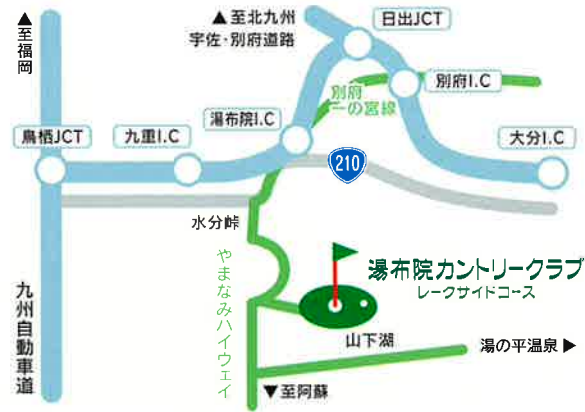 ▲至北九州
宇佐・別府道路
日出JCT
▲至福岡
別府I.C
別府一の宮線
湯布院I.C
鳥栖JCT
九重I.C
大分I.C
210
水分峠
やまなみハイウェイ
湯布院カントリークラブ
レークサイドコース
九州自動車道
山下湖
湯の平温泉▶
▼至阿蘇